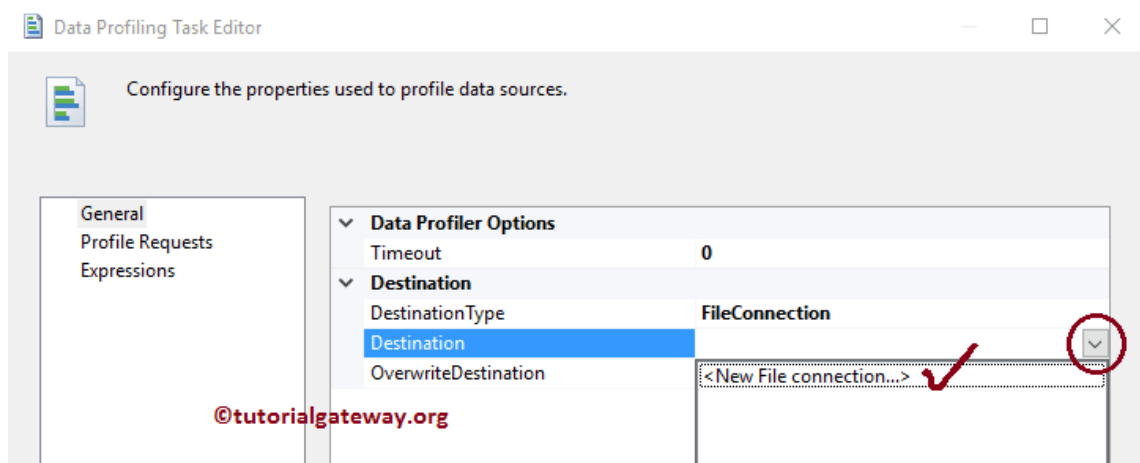 Data Profiling Task Editor
Configure the properties used to profile data sources.
General
Profile Requests
Expressions
Data Profiler Options
Timeout 0
Destination
DestinationType FileConnection
Destination
OverwriteDestination
<New File connection...>
©tutorialgateway.org